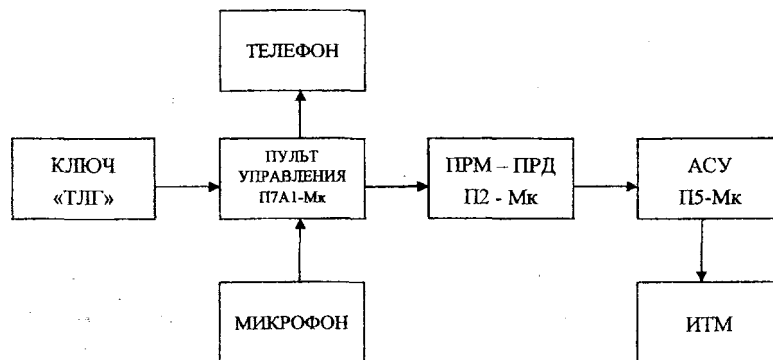 ТЕЛЕФОН
КЛЮЧ
«ТЛГ»
ПУЛЬТ
УПРАВЛЕНИЯ
П7А1-Мк
ПРМ – ПРД
П2 - Мк
АСУ
П5-Мк
МИКРОФОН
ИТМ